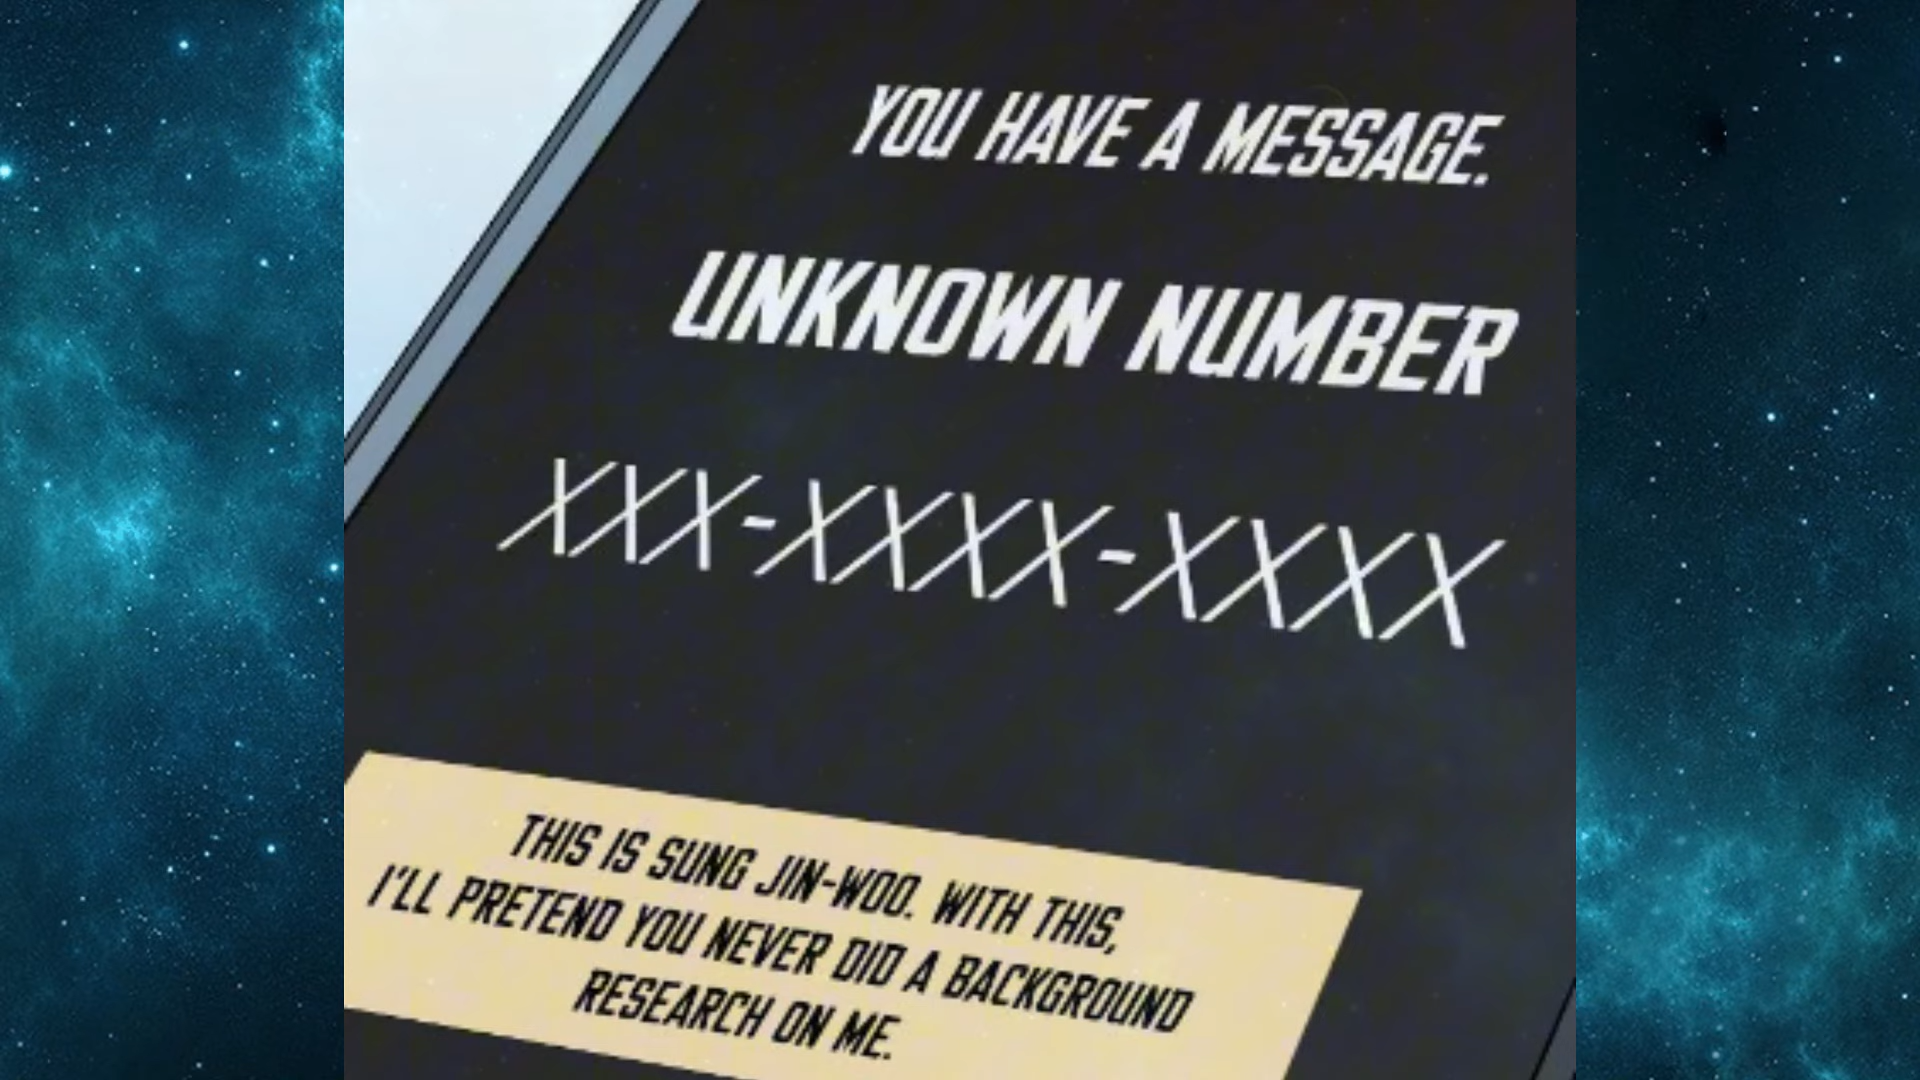 YOU HAVE A MESSAGE.
UNKNOWN NUMBER
XXX-XXXX-XXXX
THIS IS SUNG JIN-WOO. WITH THIS,
I'LL PRETEND YOU NEVER DID A BACKGROUND
RESEARCH ON ME.